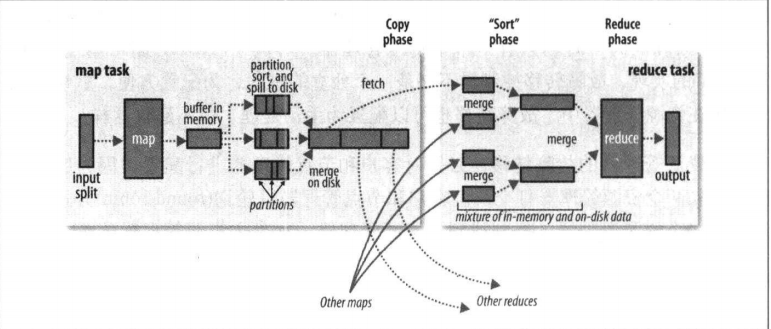 Copy
phase
“Sort”
phase
Reduce
phase
map task
partition,
sort, and
spill to disk
fetch
reduce task
buffer in
memory
map
merge
merge
reduce
input
split
merge
on disk
merge
output
partitions
mixture of in-memory and on-disk data
Other maps
Other reduces